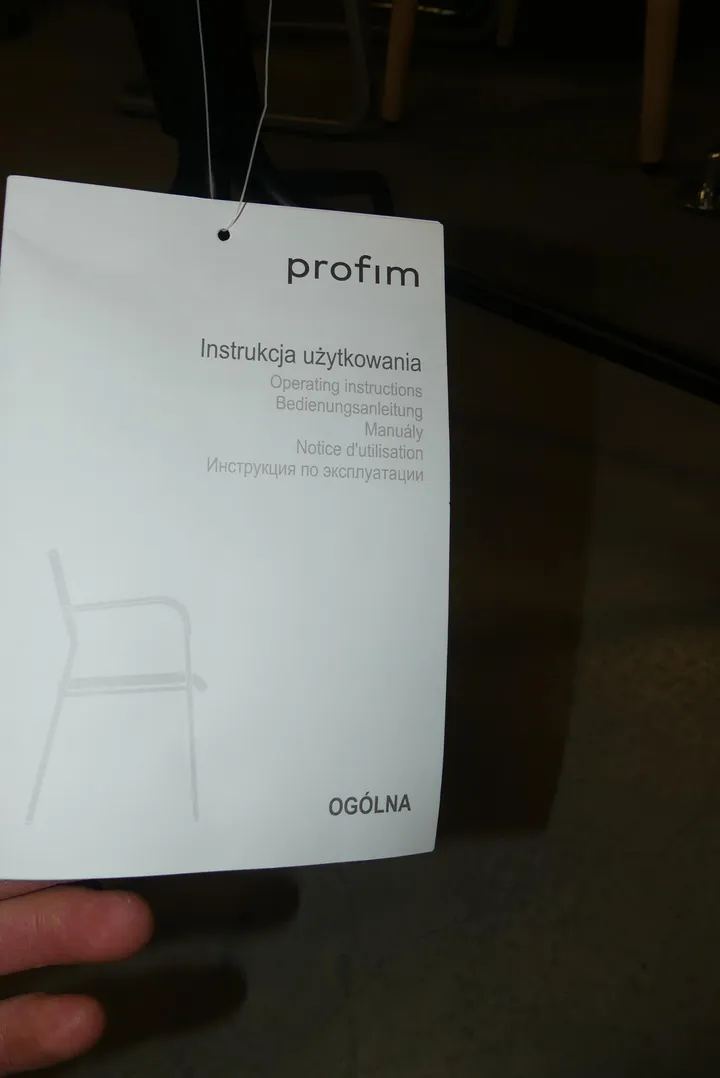 profim
Instrukcja użytkowania
Operating instructions
Bedienungsanleitung
Manuály
Notice d'utilisation
Инструкция по эксплуатации
OGÓLNA